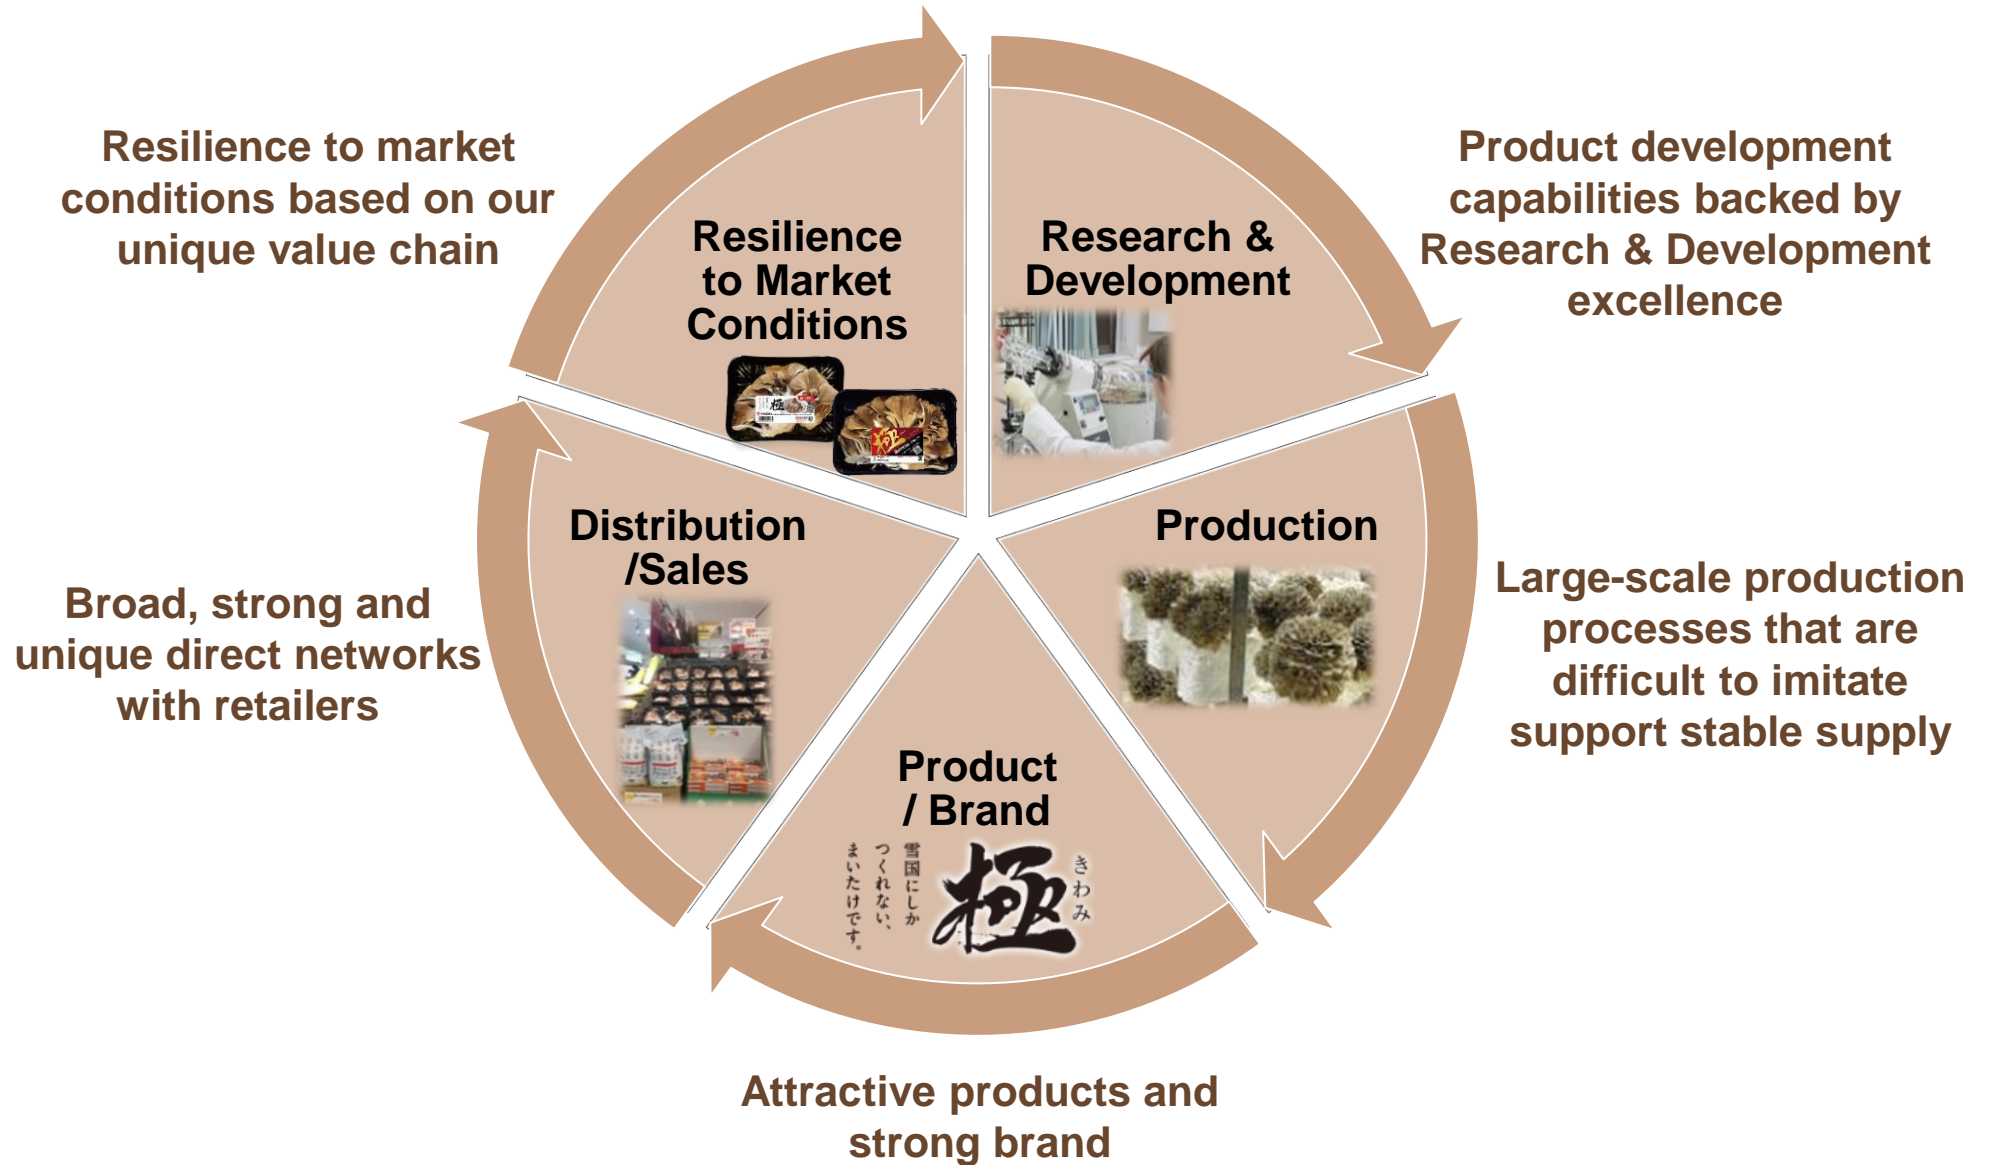 Resilience to market
conditions based on our
unique value chain
Product development
capabilities backed by
Research & Development
excellence
Resilience
to Market
Conditions
極
極
Research &
Development
Distribution
/Sales
Production
Broad, strong and
unique direct networks
with retailers
Large-scale production
processes that are
difficult to imitate
support stable supply
Product
/ Brand
きわみ
極
雪国にしか
つくれない、
まいたけです。
Attractive products and
strong brand